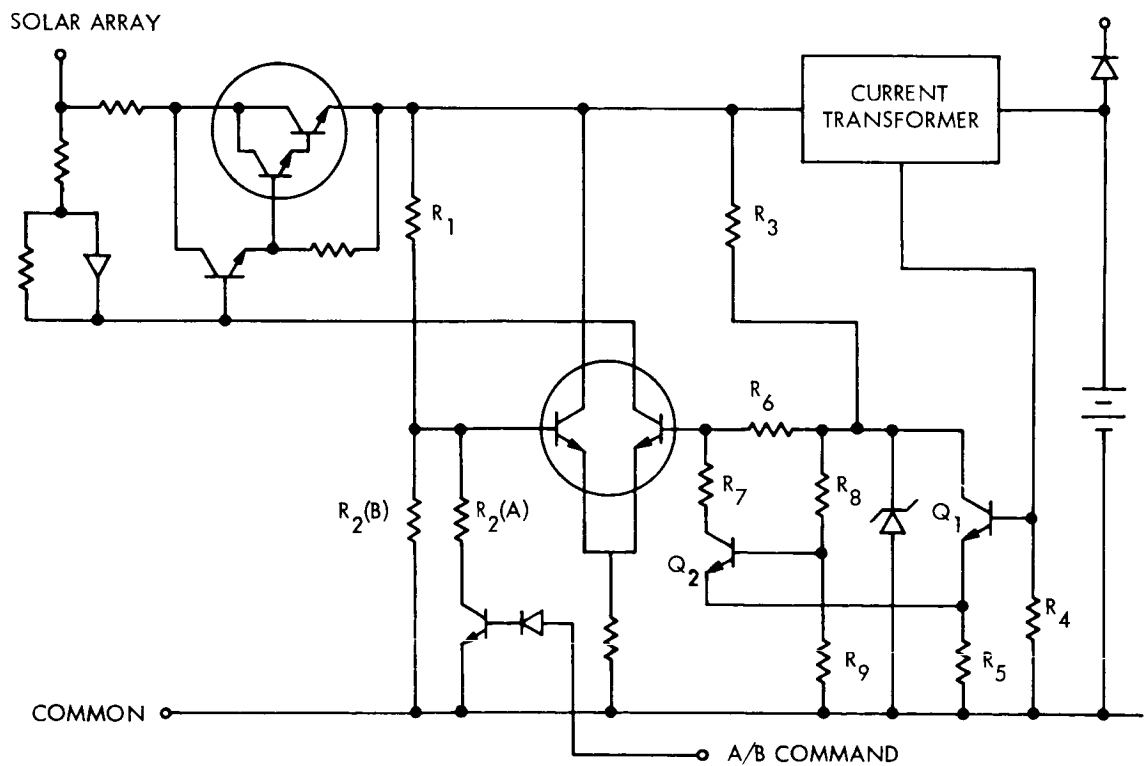 SOLAR ARRAY
CURRENT
TRANSFORMER
R1
R3
R6
R7
R8
Q1
R2(B)
R2(A)
Q2
R4
R9
R5
COMMON
A/B COMMAND